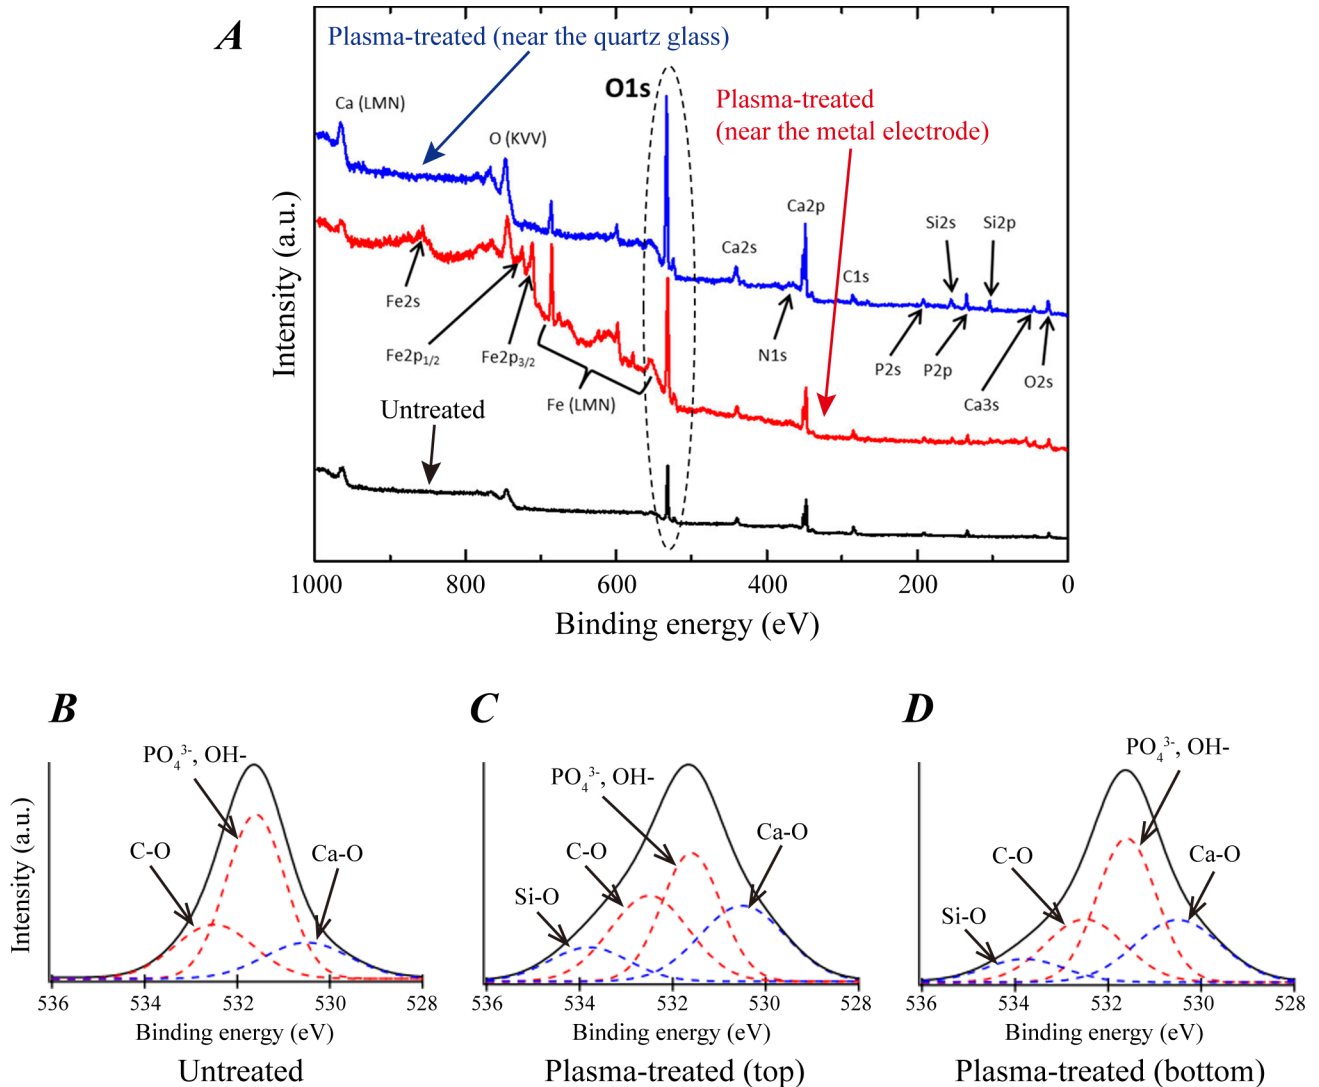 A
Plasma-treated (near the quartz glass)
O1s
Plasma-treated
(near the metal electrode)
Ca (LMN)
O (KVV)
Ca2p
Ca2s
C1s
Si2s
Si2p
Fe2s
Fe2p1/2
Fe2p3/2
Fe (LMN)
N1s
P2s
P2p
Ca3s
O2s
Untreated
Intensity (a.u.)
1000
800
600
400
200
0
Binding energy (eV)
B
PO₄³⁻, OH-
C-O
Ca-O
Intensity (a.u.)
536
534
532
530
528
Binding energy (eV)
Untreated
C
PO₄³⁻, OH-
C-O
Ca-O
Si-O
536
534
532
530
528
Binding energy (eV)
Plasma-treated (top)
D
PO₄³⁻, OH-
C-O
Ca-O
Si-O
536
534
532
530
528
Binding energy (eV)
Plasma-treated (bottom)